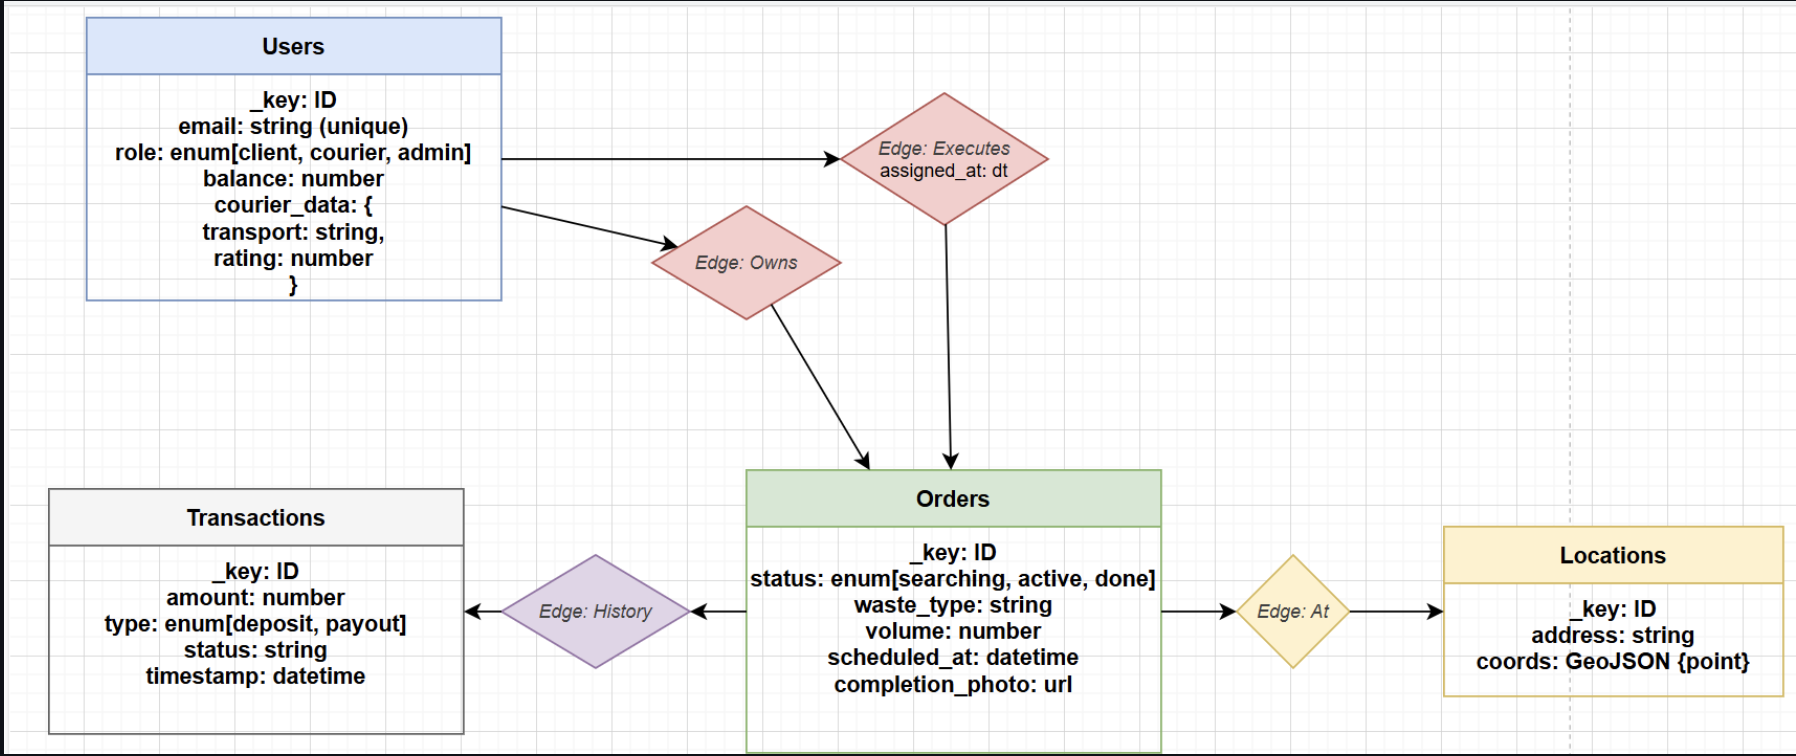 Users
_key: ID
email: string (unique)
role: enum[client, courier, admin]
balance: number
courier_data: {
transport: string,
rating: number
}
Edge: Executes
assigned_at: dt
Edge: Owns
Transactions
_key: ID
amount: number
type: enum[deposit, payout]
status: string
timestamp: datetime
Edge: History
Orders
_key: ID
status: enum[searching, active, done]
waste_type: string
volume: number
scheduled_at: datetime
completion_photo: url
Edge: At
Locations
_key: ID
address: string
coords: GeoJSON {point}